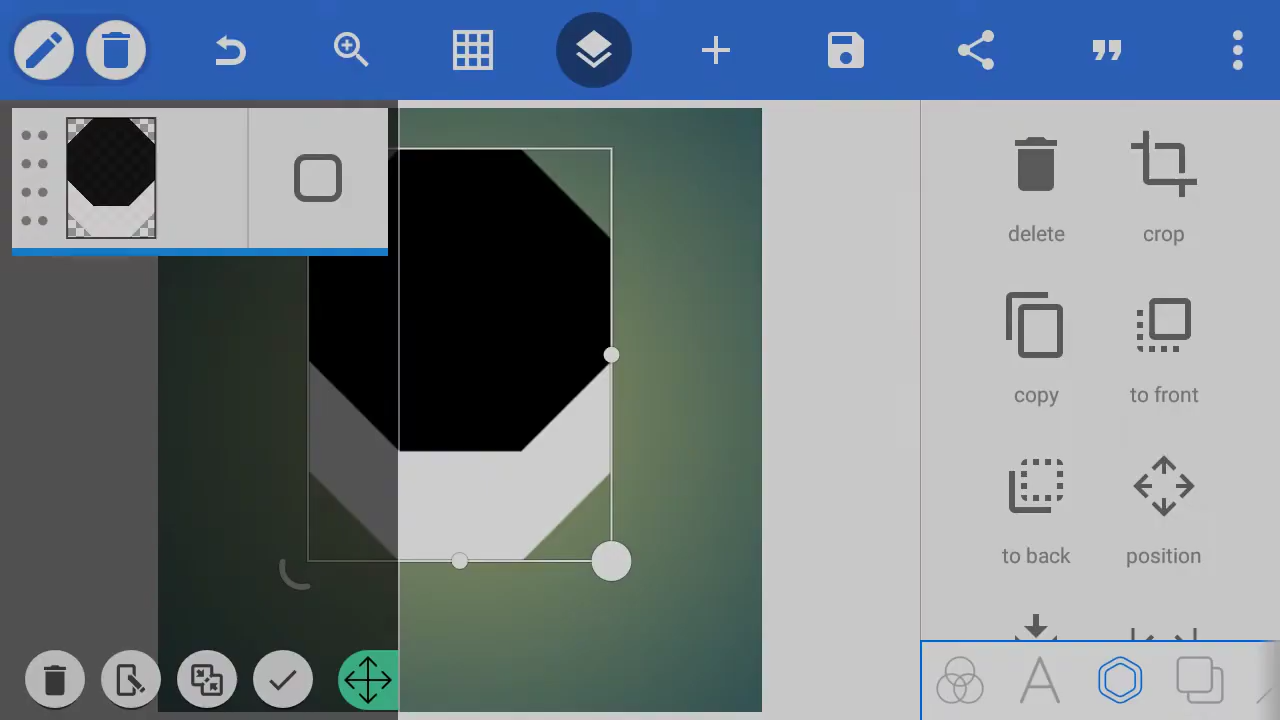 delete
crop
copy
to front
to back
position